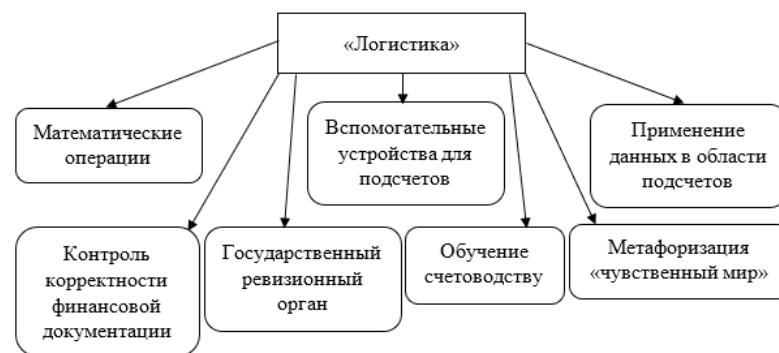 «Логистика»
Математические
операции
Вспомогательные
устройства для
подсчетов
Применение
данных в области
подсчетов
Контроль
корректности
финансовой
документации
Государственный
ревизионный
орган
Обучение
счетоводству
Метафоризация
«чувственный мир»